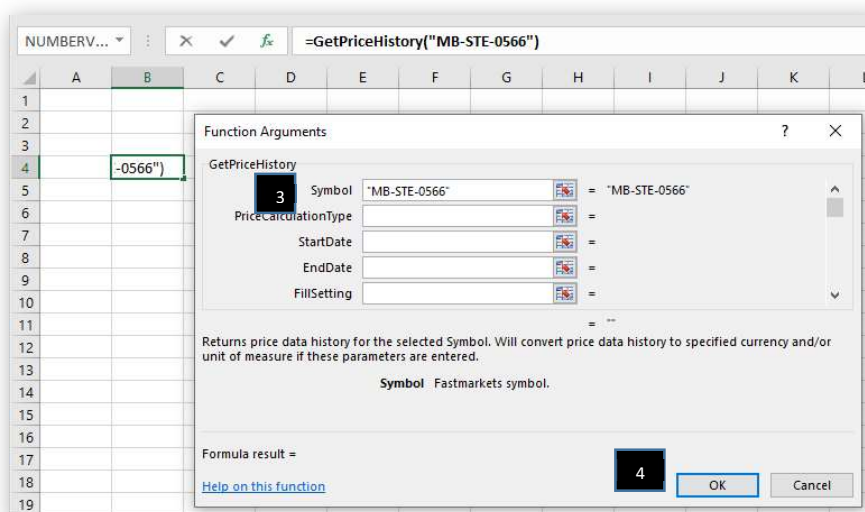 NUMBERV... =GetPriceHistory("MB-STE-0566")
A B C D E F G H I J K
1
2
3
4 -0566")
5
6
7
8
9
10
11
12
13
14
15
16
17
18
19
Function Arguments ? ×
GetPriceHistory
3
Symbol "MB-STE-0566" = "MB-STE-0566"
PriceCalculationType =
StartDate =
EndDate =
FillSetting =
= ""
Returns price data history for the selected Symbol. Will convert price data history to specified currency and/or
unit of measure if these parameters are entered.
Symbol Fastmarkets symbol.
Formula result =
4
Help on this function OK Cancel